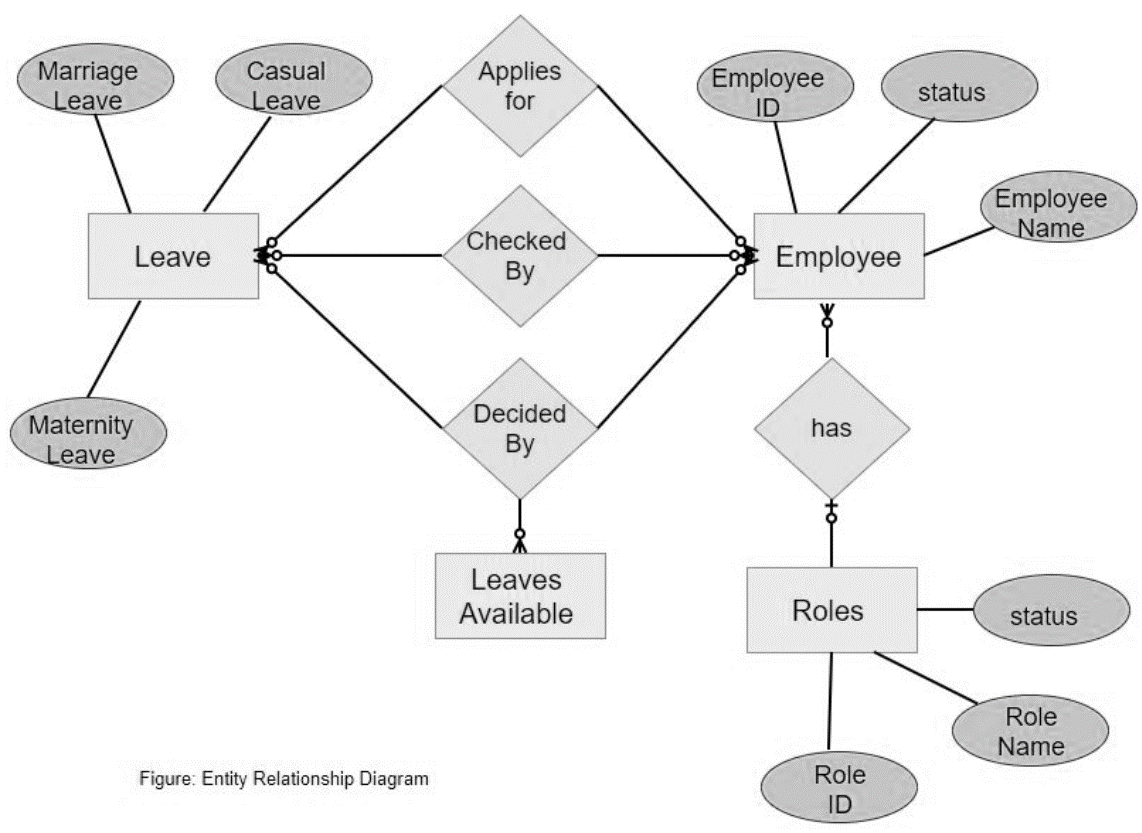 Marriage
Leave
Casual
Leave
Applies
for
Employee
ID
status
Employee
Name
Leave
Checked
By
Employee
Maternity
Leave
Decided
By
has
Leaves
Available
Roles
status
Role
Name
Role
ID
Figure: Entity Relationship Diagram